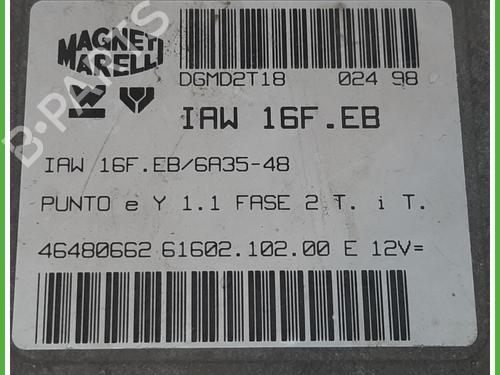 MAGNETI
MARELLI
DGMD2T18 024 98
IAW 16F.EB
IAW 16F.EB/6A35-48
PUNTO e Y 1.1 FASE 2 T. i T.
46480662 61602.102.00 E 12V=
B-PARTS